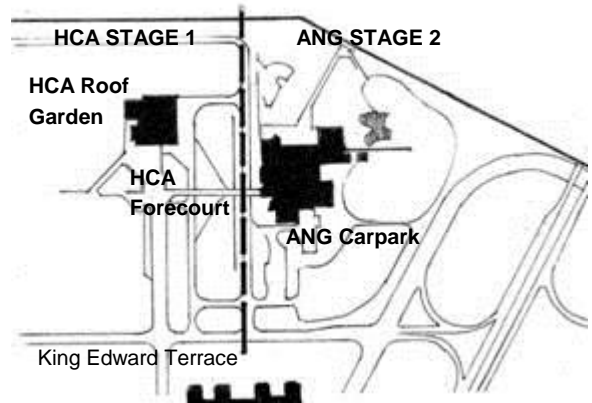 HCA STAGE 1
ANG STAGE 2
HCA Roof
Garden
HCA
Forecourt
ANG Carpark
King Edward Terrace